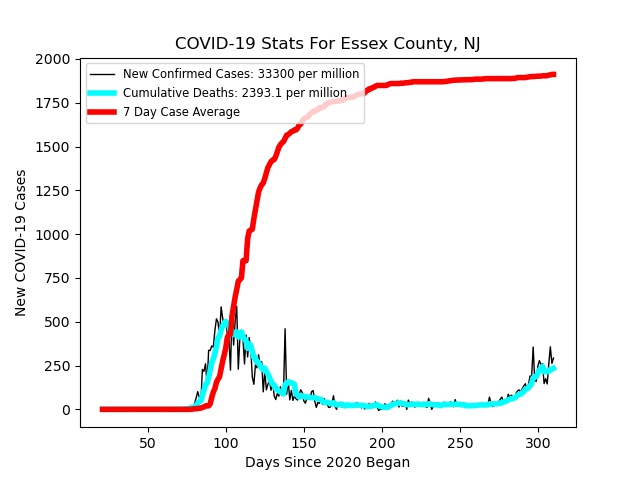 COVID-19 Stats For Essex County, NJ
New Confirmed Cases: 33300 per million
Cumulative Deaths: 2393.1 per million
7 Day Case Average
New COVID-19 Cases
2000
1750
1500
1250
1000
750
500
250
0
50 100 150 200 250 300
Days Since 2020 Began